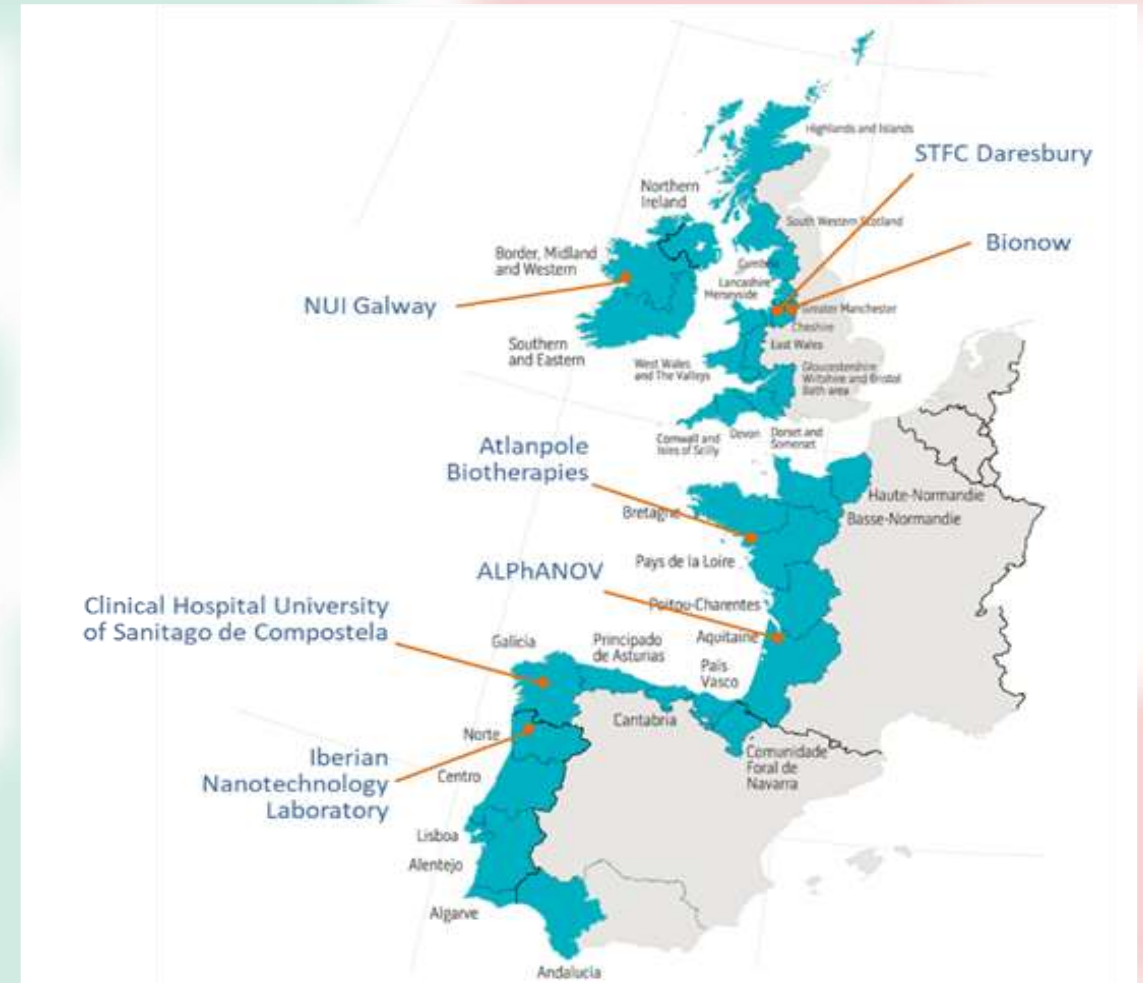 Highlands and Islands
STFC Daresbury
Northern
Ireland
South Western Scotland
Bionow
Border, Midland
and Western
Cumbria
Lancashire
Merseyside
NUI Galway
Greater Manchester
Cheshire
Southern
and Eastern
East Wales
West Wales
and The Valleys
Gloucestershire
Wiltshire and Bristol
Bath area
Cornwall and
Isles of Scilly
Devon
Dorset and
Somerset
Atlanpole
Biotherapies
Haute-Normandie
Bretagne
Basse-Normandie
Pays de la Loire
ALPhANOV
Poitou-Charentes
Clinical Hospital University
of Sanitago de Compostela
Aquitaine
Galicia
Principado
de Asturias
País
Vasco
Cantabria
Norte
Comunidade
Foral de
Navarra
Iberian
Nanotechnology
Laboratory
Centro
Lisboa
Alentejo
Algarve
Andalucia